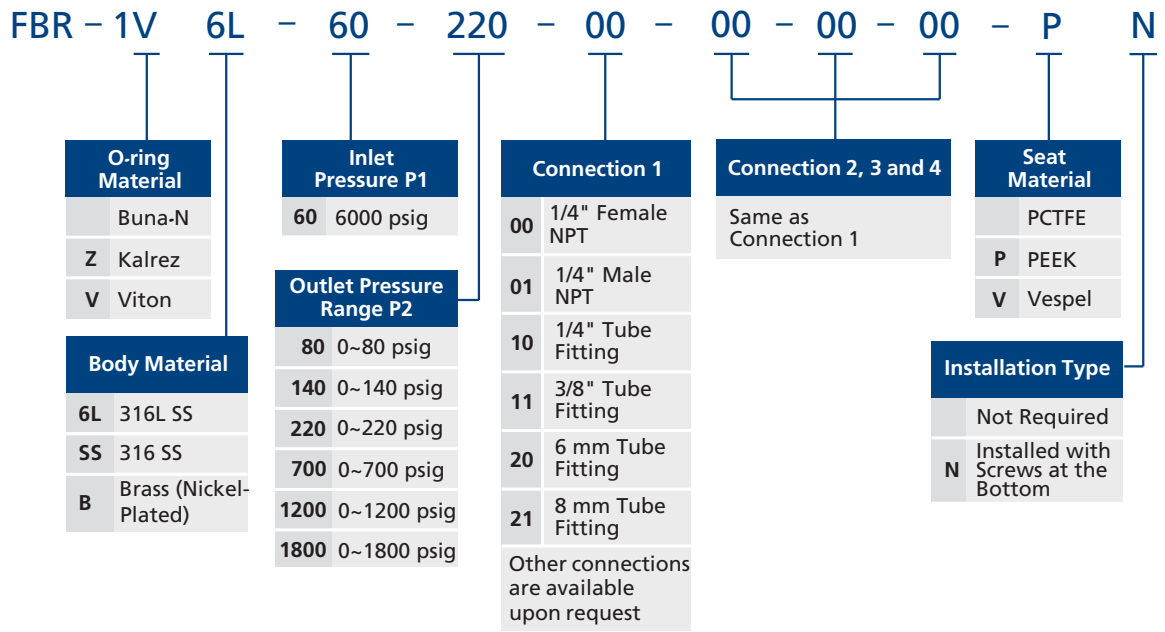 FBR – 1V 6L – 60 – 220 – 00 – 00 – 00 – 00 – P N
O-ring
Material
Buna-N
Z Kalrez
V Viton
Body Material
6L 316L SS
SS 316 SS
B Brass (Nickel-
Plated)
Inlet
Pressure P1
60 6000 psig
Outlet Pressure
Range P2
80 0~80 psig
140 0~140 psig
220 0~220 psig
700 0~700 psig
1200 0~1200 psig
1800 0~1800 psig
Connection 1
00 1/4" Female
NPT
01 1/4" Male
NPT
10 1/4" Tube
Fitting
11 3/8" Tube
Fitting
20 6 mm Tube
Fitting
21 8 mm Tube
Fitting
Other connections
are available
upon request
Connection 2, 3 and 4
Same as
Connection 1
Seat
Material
PCTFE
P PEEK
V Vespel
Installation Type
Not Required
N Installed with
Screws at the
Bottom